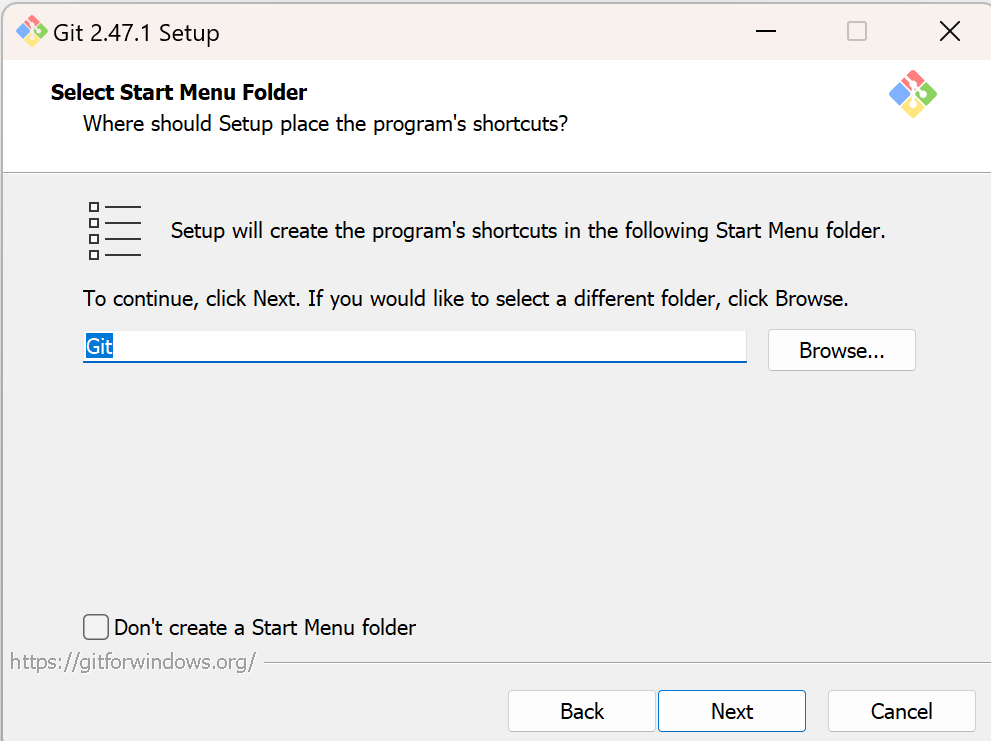 Git 2.47.1 Setup
Select Start Menu Folder
Where should Setup place the program's shortcuts?
Setup will create the program's shortcuts in the following Start Menu folder.
To continue, click Next. If you would like to select a different folder, click Browse.
Git
Browse...
Don't create a Start Menu folder
https://gitforwindows.org/
Back
Next
Cancel